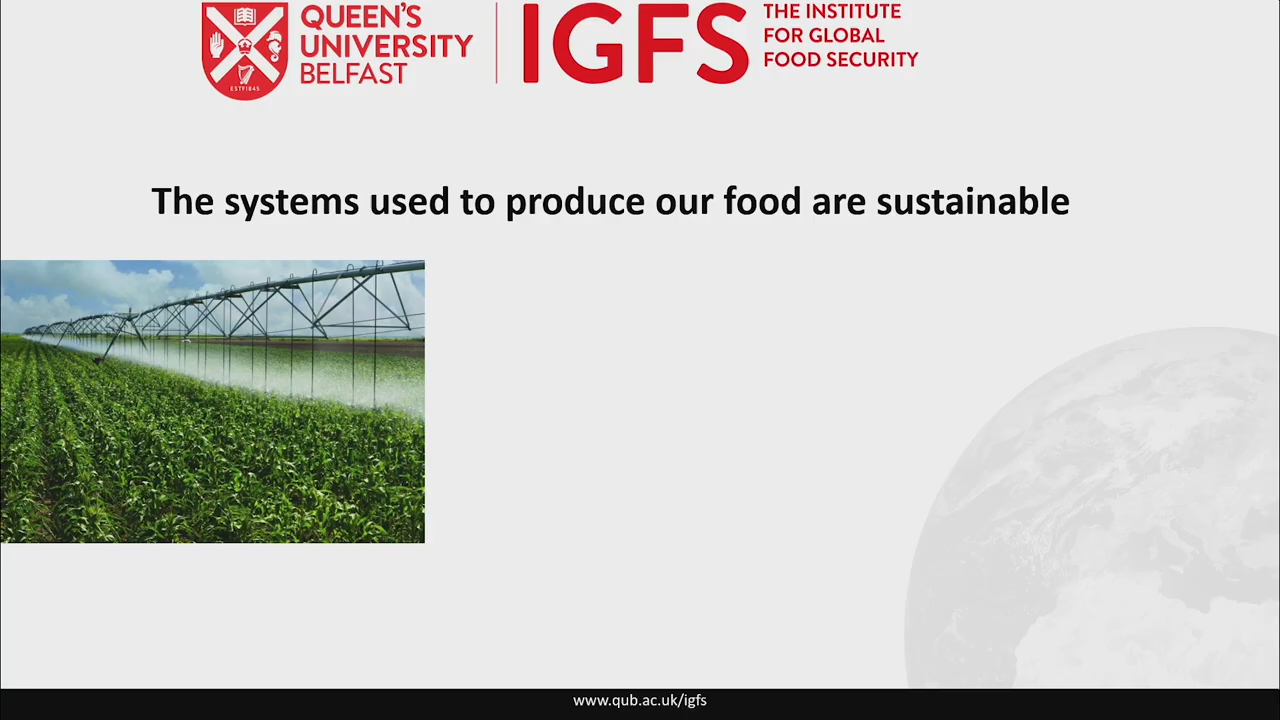 QUEEN'S
UNIVERSITY
BELFAST
ESTD1845
IGFS
THE INSTITUTE
FOR GLOBAL
FOOD SECURITY
The systems used to produce our food are sustainable
www.qub.ac.uk/igfs